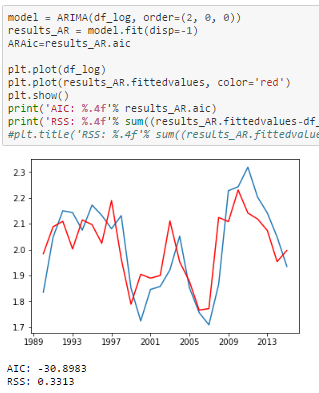 model = ARIMA(df_log, order=(2, 0, 0))
results_AR = model.fit(disp=-1)
ARAic=results_AR.aic
plt.plot(df_log)
plt.plot(results_AR.fittedvalues, color='red')
plt.show()
print('AIC: %.4f'% results_AR.aic)
print('RSS: %.4f'% sum((results_AR.fittedvalues-df_
#plt.title('RSS: %.4f'% sum((results_AR.fittedvalue
2.3
2.2
2.1
2.0
1.9
1.8
1.7
1989 1993 1997 2001 2005 2009 2013
AIC: -30.8983
RSS: 0.3313